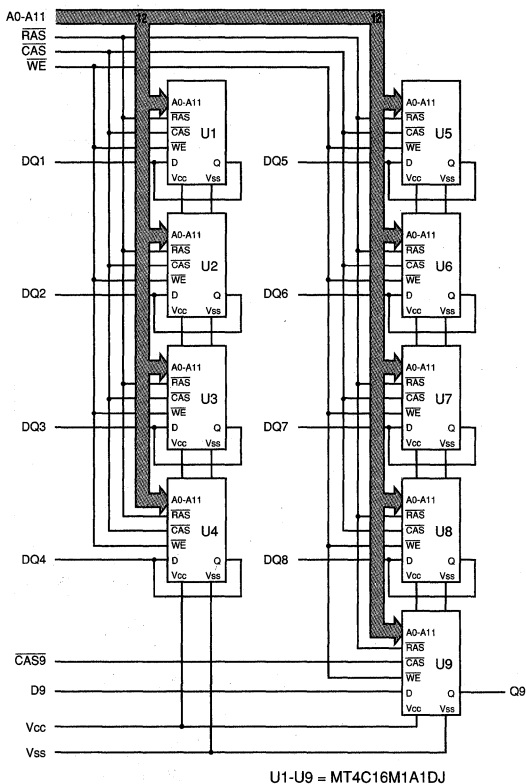 A0-A11
12
12
RAS
CAS
WE
A0-A11
RAS
CAS
U1
WE
DQ1
D
Q
Vcc
Vss
A0-A11
RAS
CAS
U5
WE
DQ5
D
Q
Vcc
Vss
A0-A11
RAS
CAS
U2
WE
DQ2
D
Q
Vcc
Vss
A0-A11
RAS
CAS
U6
WE
DQ6
D
Q
Vcc
Vss
A0-A11
RAS
CAS
U3
WE
DQ3
D
Q
Vcc
Vss
A0-A11
RAS
CAS
U7
WE
DQ7
D
Q
Vcc
Vss
A0-A11
RAS
CAS
U4
WE
DQ4
D
Q
Vcc
Vss
A0-A11
RAS
CAS
U8
WE
DQ8
D
Q
Vcc
Vss
A0-A11
RAS
CAS9
CAS
U9
WE
D9
D
Q
Q9
Vcc
Vcc
Vss
Vss
U1-U9 = MT4C16M1A1DJ